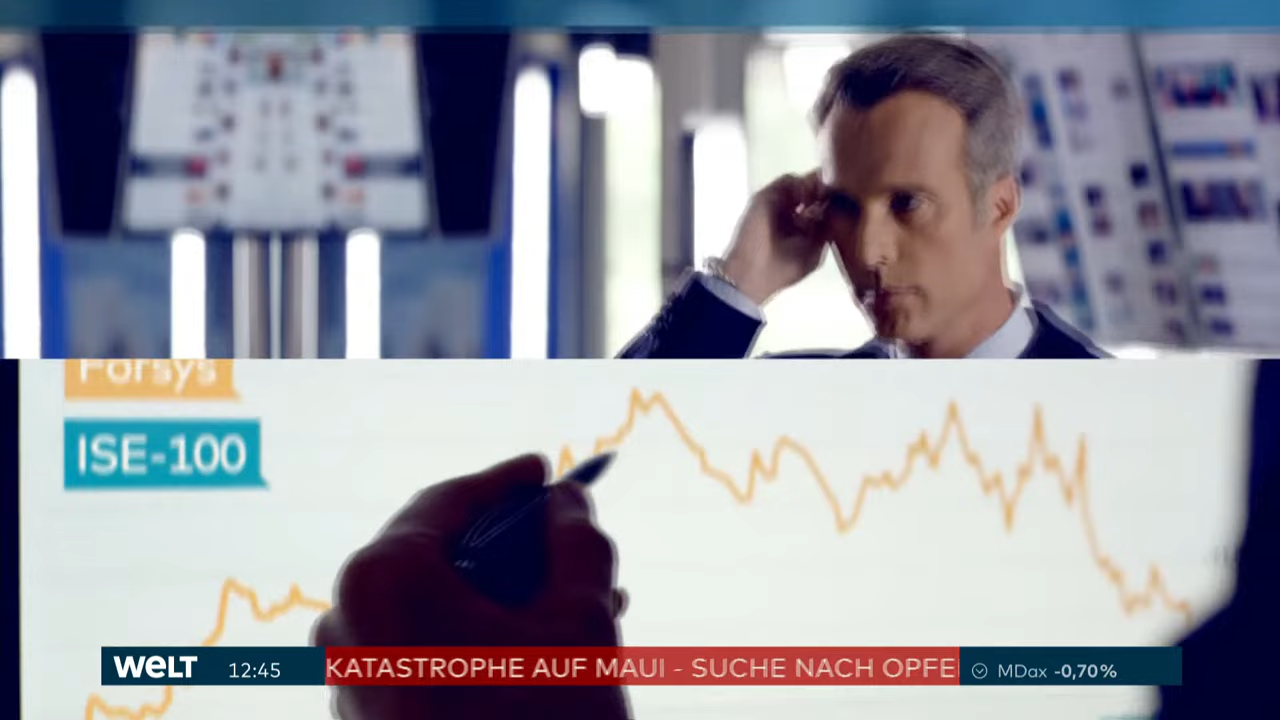 Forsys
ISE-100
WELT 12:45 KATASTROPHE AUF MAUI - SUCHE NACH OPFE MDax -0,70%